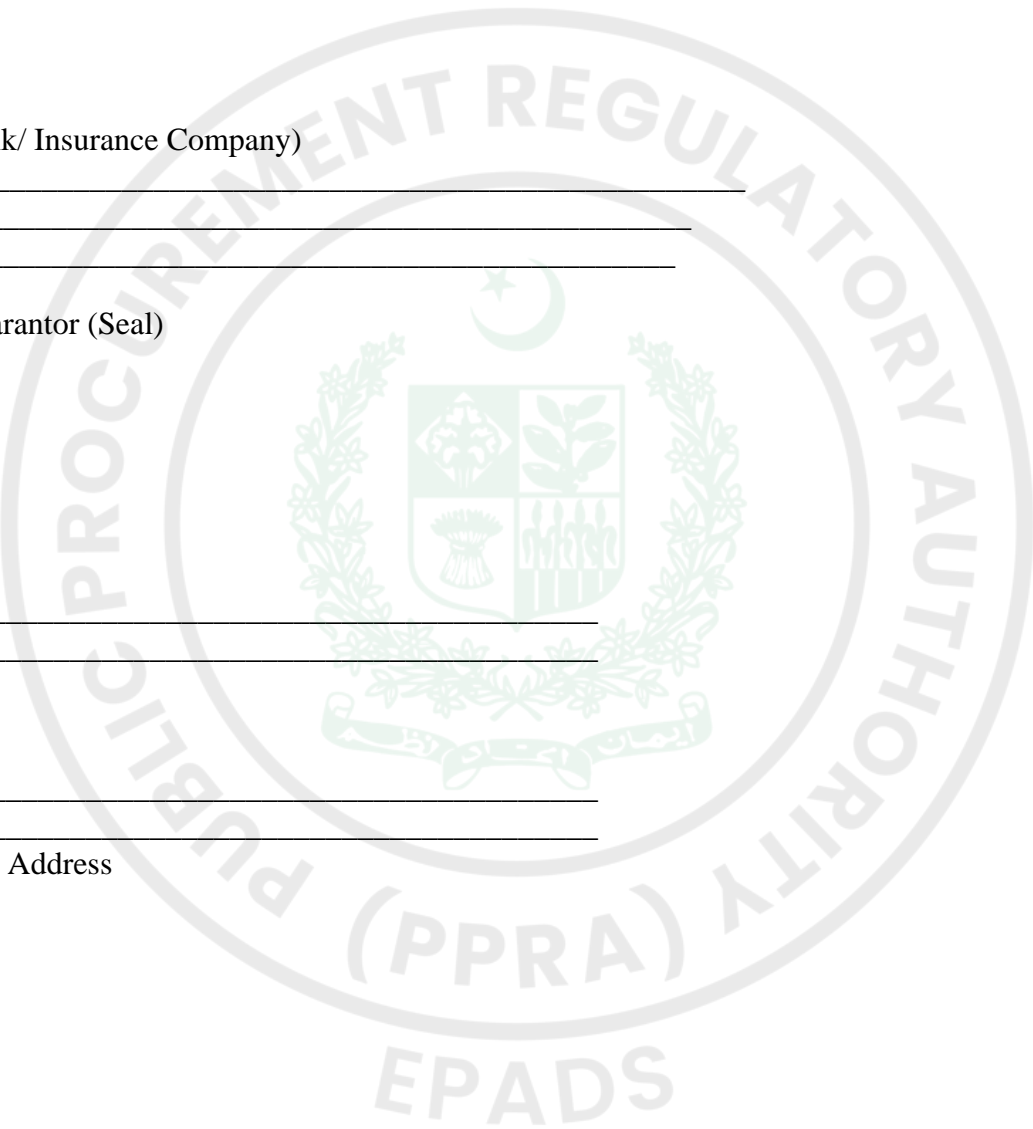 k/ Insurance Company)
arantor (Seal)
Address
PUBLIC PROCUREMENT REGULATORY AUTHORITY
(PPRA)
EPADS